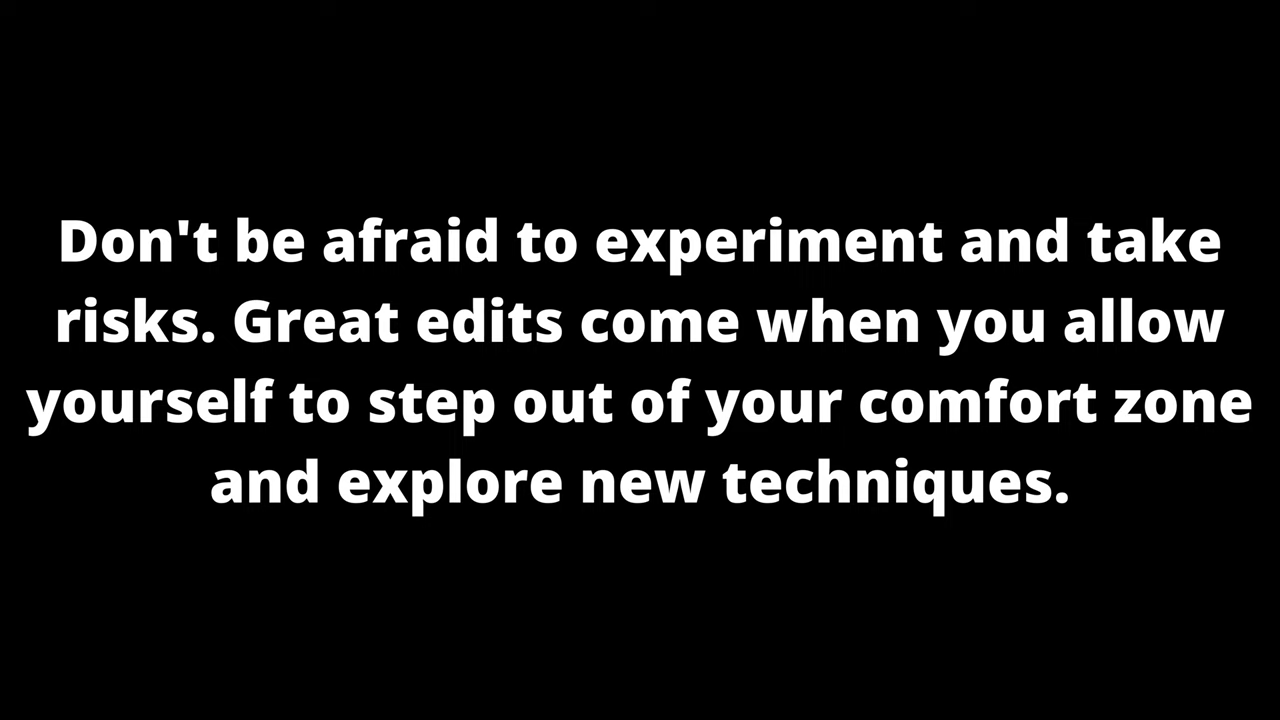 Don't be afraid to experiment and take
risks. Great edits come when you allow
yourself to step out of your comfort zone
and explore new techniques.